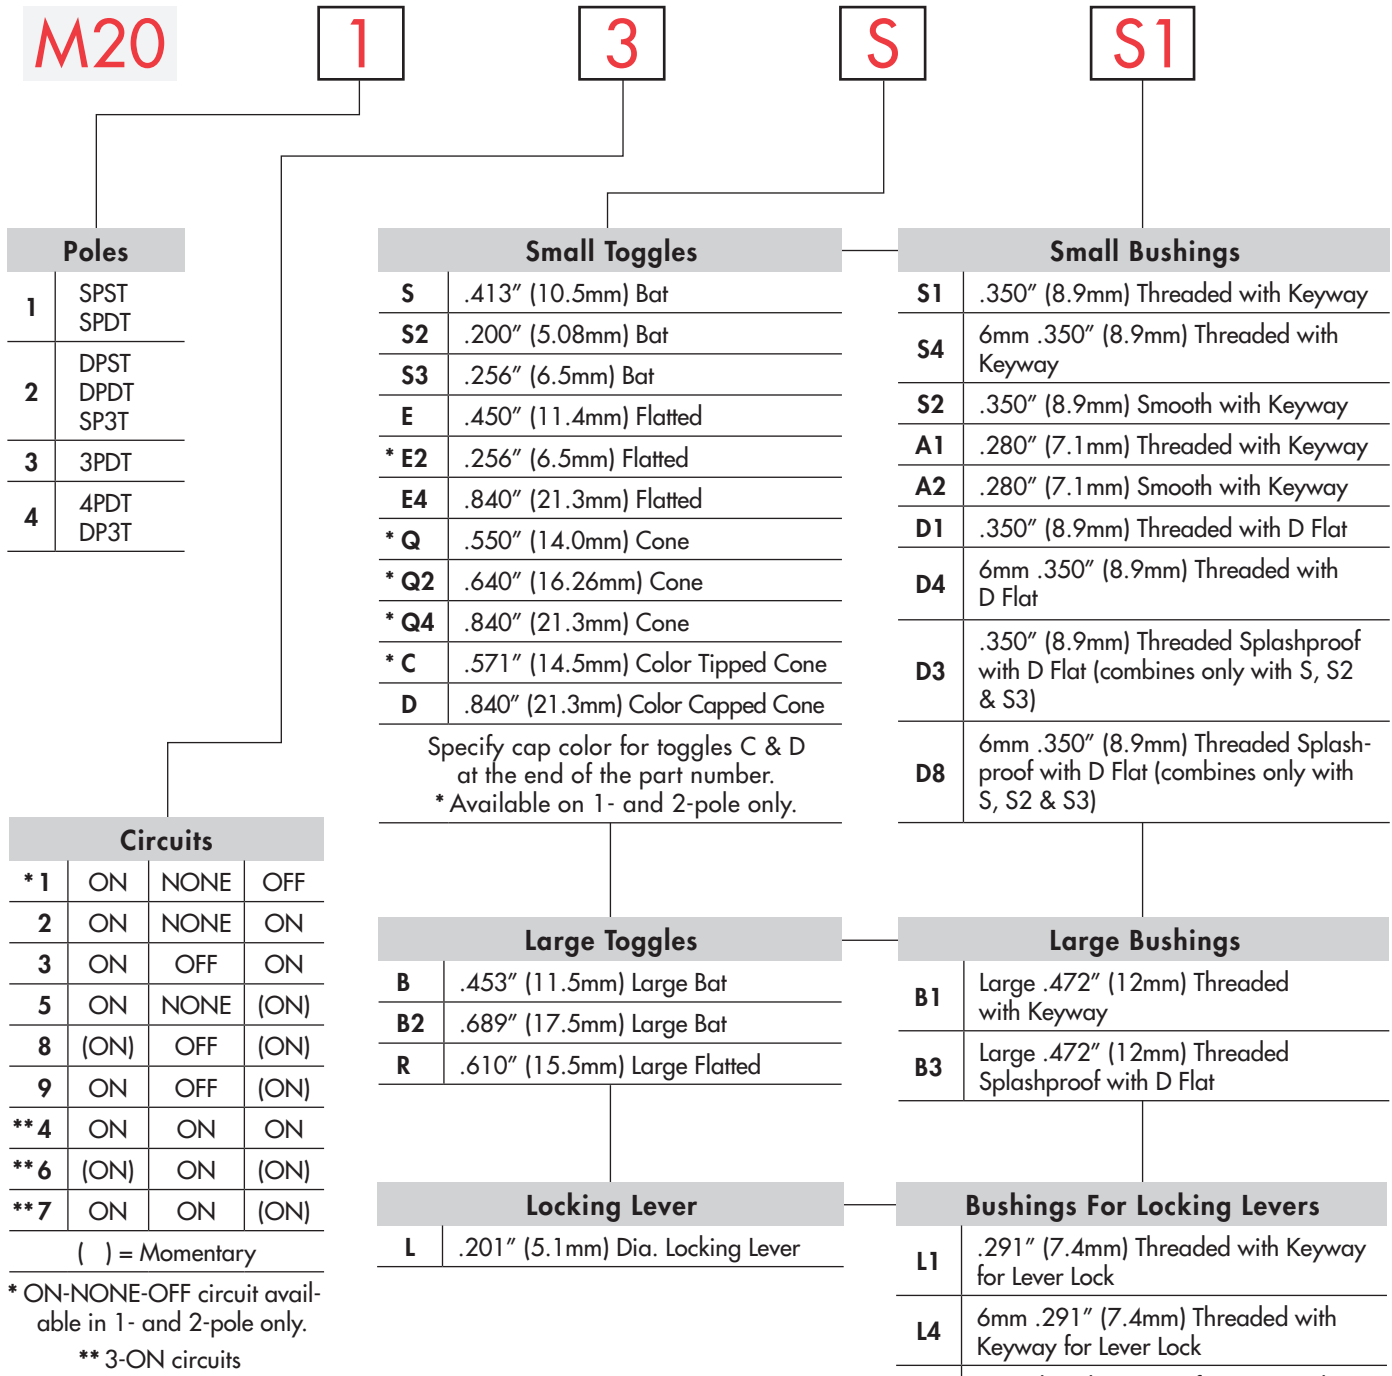 M20 1 3 S S1
Poles
1 SPST
SPDT
2 DPST
DPDT
SP3T
3 3PDT
4 4PDT
DP3T
Circuits
* 1 ON NONE OFF
2 ON NONE ON
3 ON OFF ON
5 ON NONE (ON)
8 (ON) OFF (ON)
9 ON OFF (ON)
** 4 ON ON ON
** 6 (ON) ON (ON)
** 7 ON ON (ON)
( ) = Momentary
* ON-NONE-OFF circuit avail-
able in 1- and 2-pole only.
** 3-ON circuits
Small Toggles
S .413" (10.5mm) Bat
S2 .200" (5.08mm) Bat
S3 .256" (6.5mm) Bat
E .450" (11.4mm) Flatted
* E2 .256" (6.5mm) Flatted
E4 .840" (21.3mm) Flatted
* Q .550" (14.0mm) Cone
* Q2 .640" (16.26mm) Cone
* Q4 .840" (21.3mm) Cone
* C .571" (14.5mm) Color Tipped Cone
D .840" (21.3mm) Color Capped Cone
Specify cap color for toggles C & D
at the end of the part number.
* Available on 1- and 2-pole only.
Large Toggles
B .453" (11.5mm) Large Bat
B2 .689" (17.5mm) Large Bat
R .610" (15.5mm) Large Flatted
Locking Lever
L .201" (5.1mm) Dia. Locking Lever
Small Bushings
S1 .350" (8.9mm) Threaded with Keyway
S4 6mm .350" (8.9mm) Threaded with
Keyway
S2 .350" (8.9mm) Smooth with Keyway
A1 .280" (7.1mm) Threaded with Keyway
A2 .280" (7.1mm) Smooth with Keyway
D1 .350" (8.9mm) Threaded with D Flat
D4 6mm .350" (8.9mm) Threaded with
D Flat
D3 .350" (8.9mm) Threaded Splashproof
with D Flat (combines only with S, S2
& S3)
D8 6mm .350" (8.9mm) Threaded Splash-
proof with D Flat (combines only with
S, S2 & S3)
Large Bushings
B1 Large .472" (12mm) Threaded
with Keyway
B3 Large .472" (12mm) Threaded
Splashproof with D Flat
Bushings For Locking Levers
L1 .291" (7.4mm) Threaded with Keyway
for Lever Lock
L4 6mm .291" (7.4mm) Threaded with
Keyway for Lever Lock